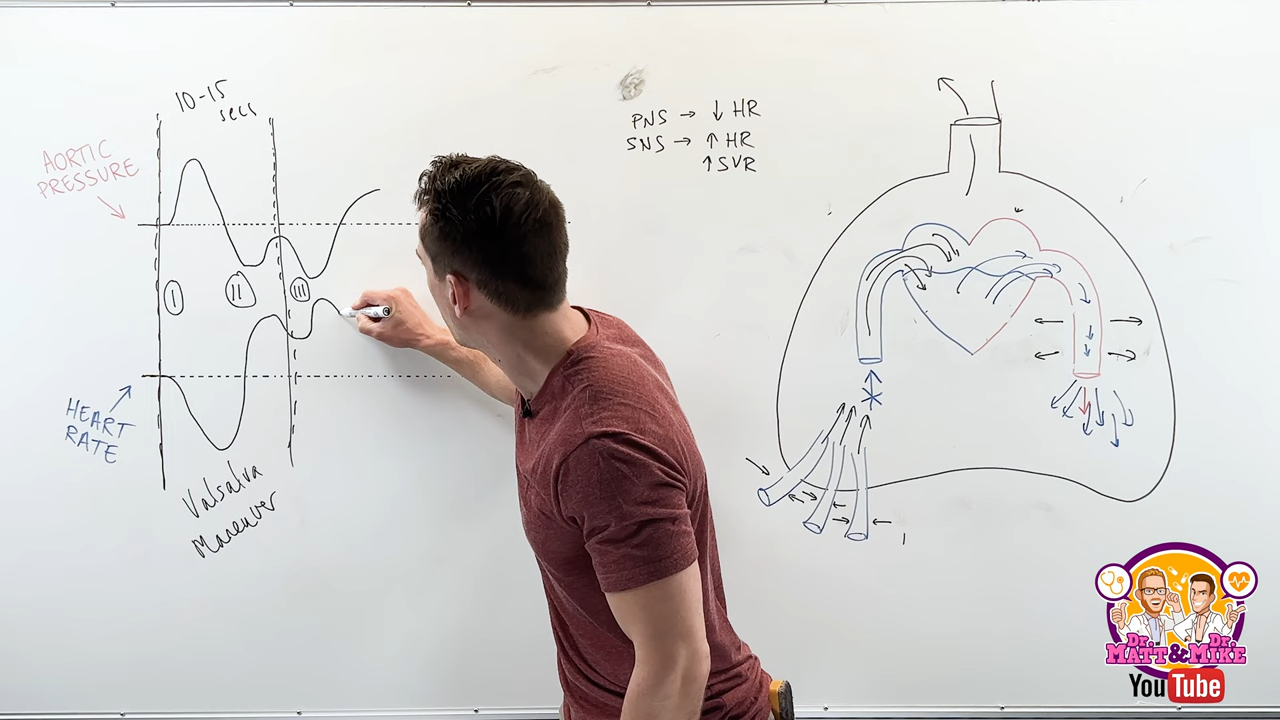 10-15
secs
AORTIC
PRESSURE
I
II
III
HEART
RATE
Valsalva
Maneuver
PNS → ↓ HR
SNS → ↑ HR
↑ SVR
Dr. Dr.
MATT & MIKE
YouTube